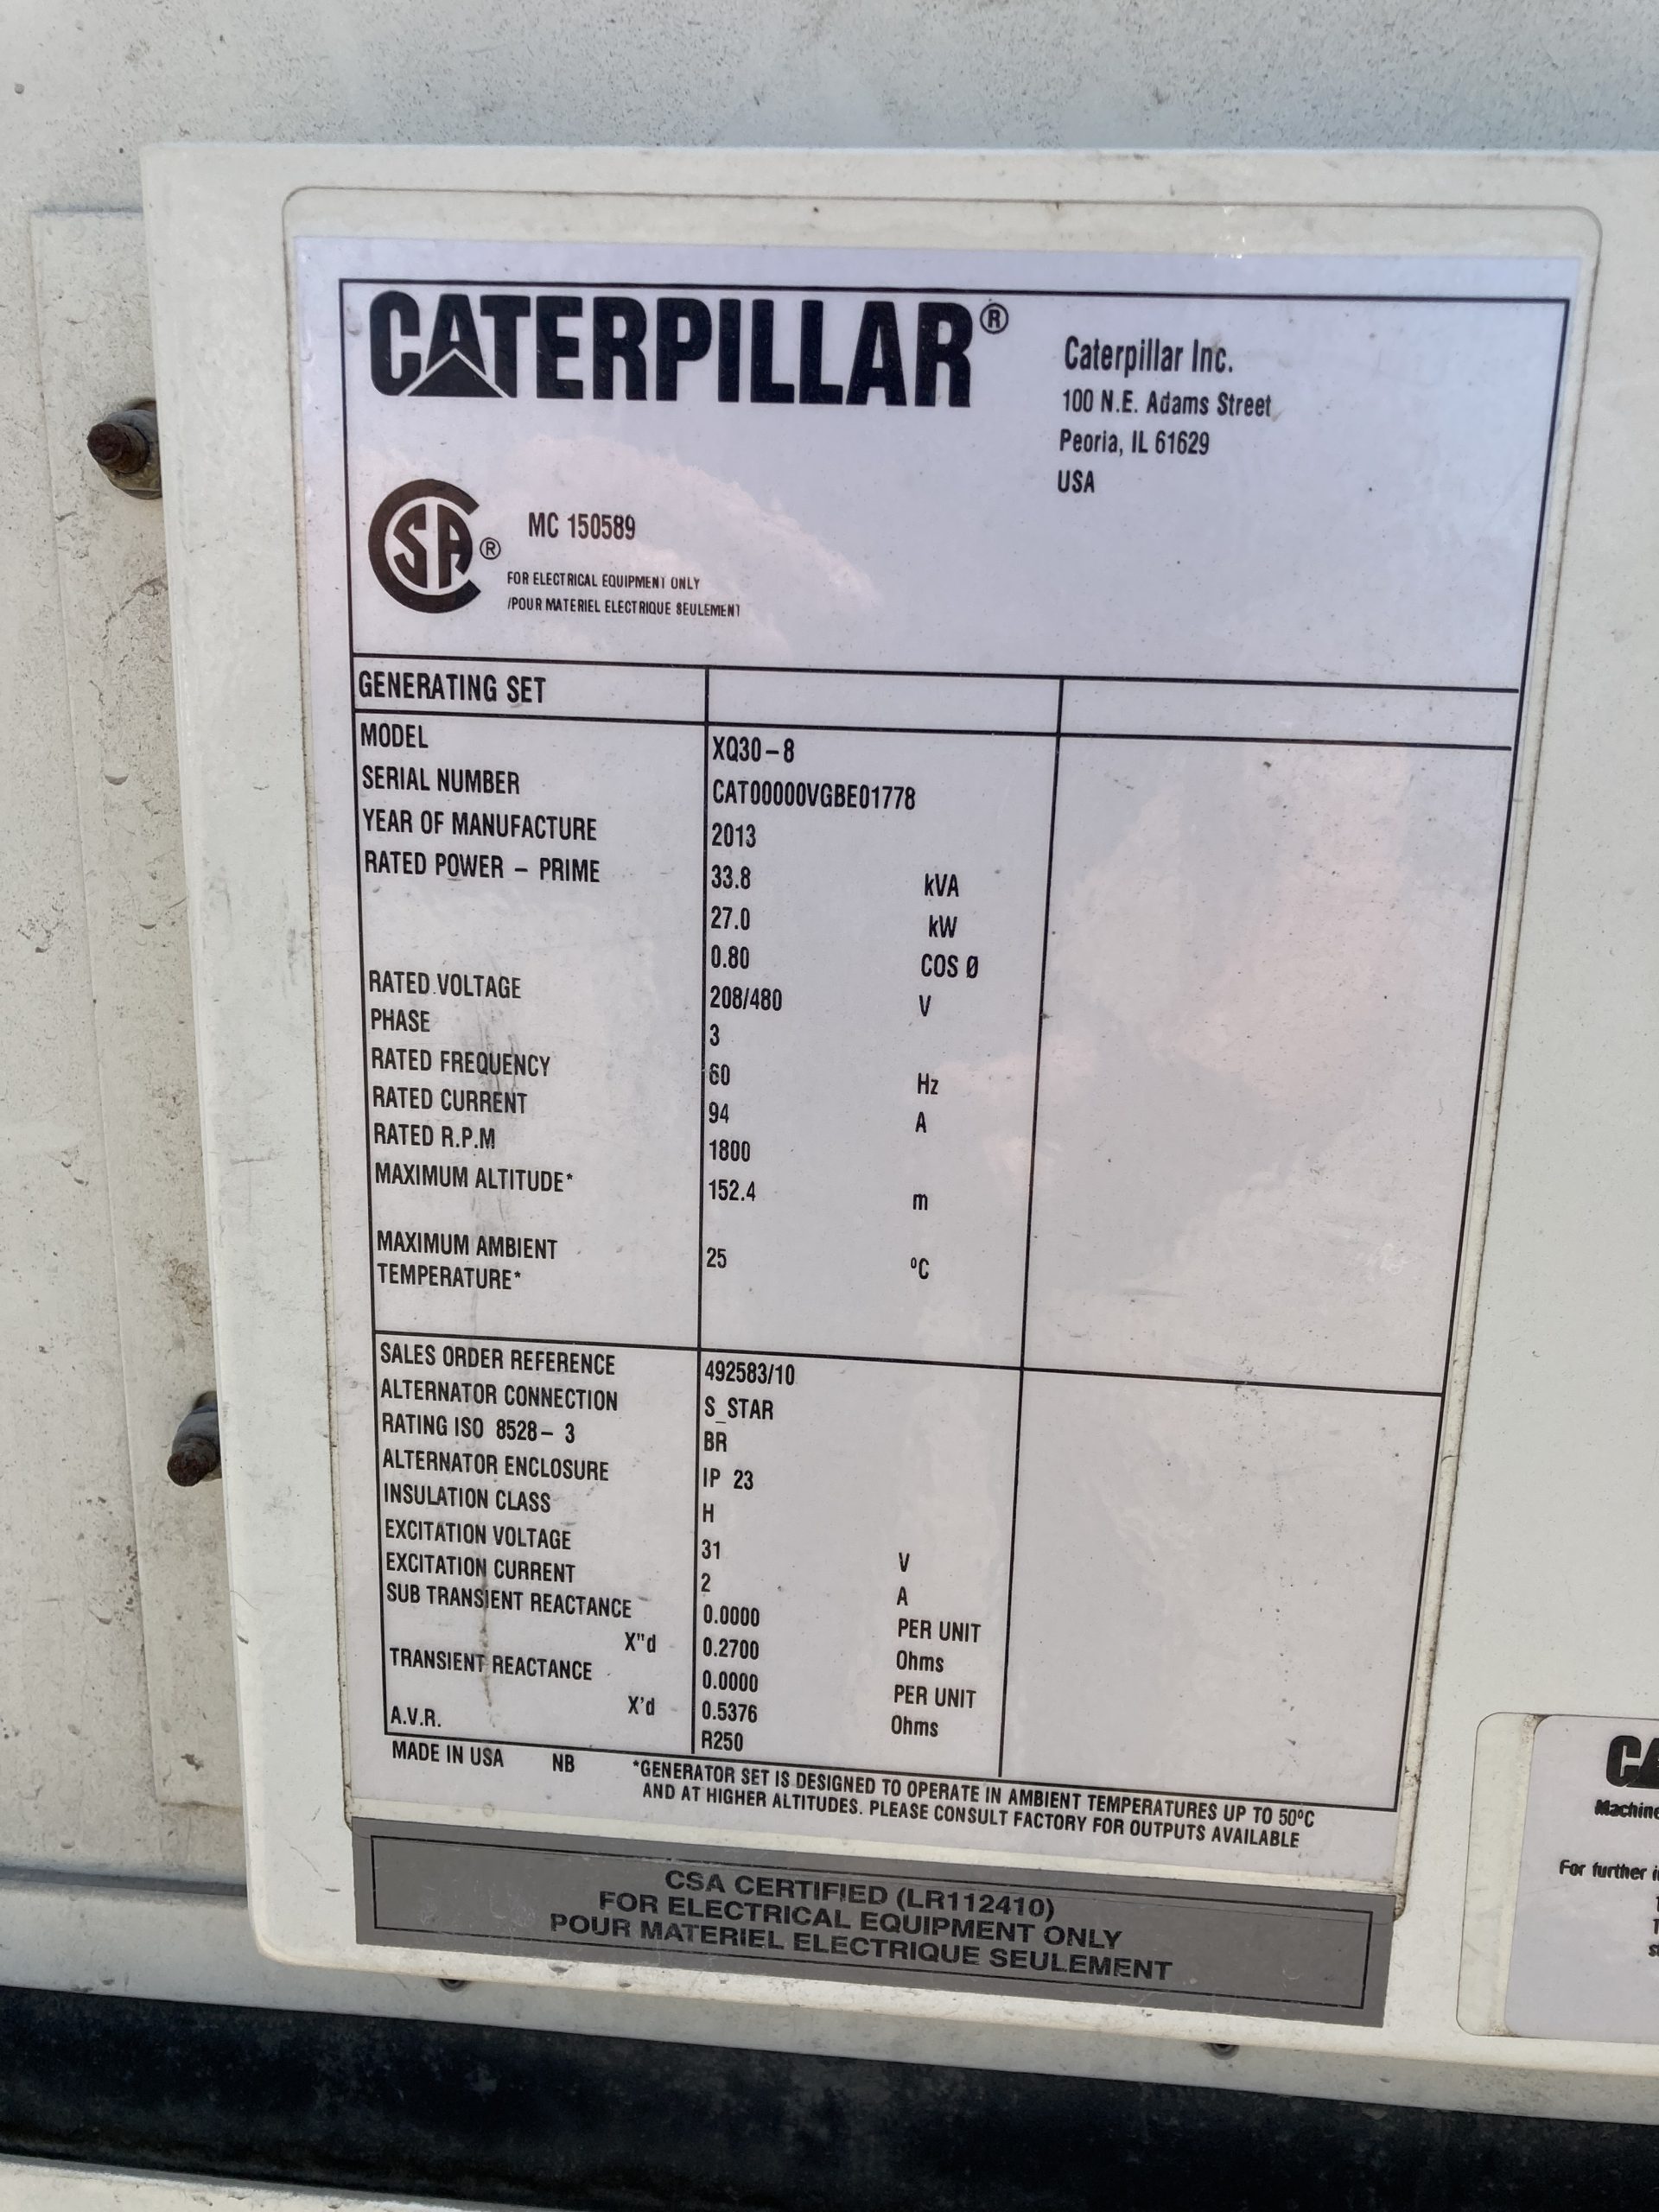 CATERPILLAR®
Caterpillar Inc.
100 N.E. Adams Street
Peoria, IL 61629
USA
CSA ® MC 150589
FOR ELECTRICAL EQUIPMENT ONLY
/POUR MATERIEL ELECTRIQUE SEULEMENT
GENERATING SET
MODEL XQ30-8
SERIAL NUMBER CAT00000VGBE01778
YEAR OF MANUFACTURE 2013
RATED POWER - PRIME 33.8 kVA
27.0 kW
0.80 COS Ø
RATED VOLTAGE 208/480 V
PHASE 3
RATED FREQUENCY 60 Hz
RATED CURRENT 94 A
RATED R.P.M 1800
MAXIMUM ALTITUDE* 152.4 m
MAXIMUM AMBIENT
TEMPERATURE* 25 ºC
SALES ORDER REFERENCE 492583/10
ALTERNATOR CONNECTION S_STAR
RATING ISO 8528- 3 BR
ALTERNATOR ENCLOSURE IP 23
INSULATION CLASS H
EXCITATION VOLTAGE 31 V
EXCITATION CURRENT 2 A
SUB TRANSIENT REACTANCE 0.0000 PER UNIT
X"d 0.2700 Ohms
TRANSIENT REACTANCE 0.0000 PER UNIT
X'd 0.5376 Ohms
A.V.R. R250
MADE IN USA NB *GENERATOR SET IS DESIGNED TO OPERATE IN AMBIENT TEMPERATURES UP TO 50ºC
AND AT HIGHER ALTITUDES. PLEASE CONSULT FACTORY FOR OUTPUTS AVAILABLE
CSA CERTIFIED (LR112410)
FOR ELECTRICAL EQUIPMENT ONLY
POUR MATERIEL ELECTRIQUE SEULEMENT
CA
Machine
For further